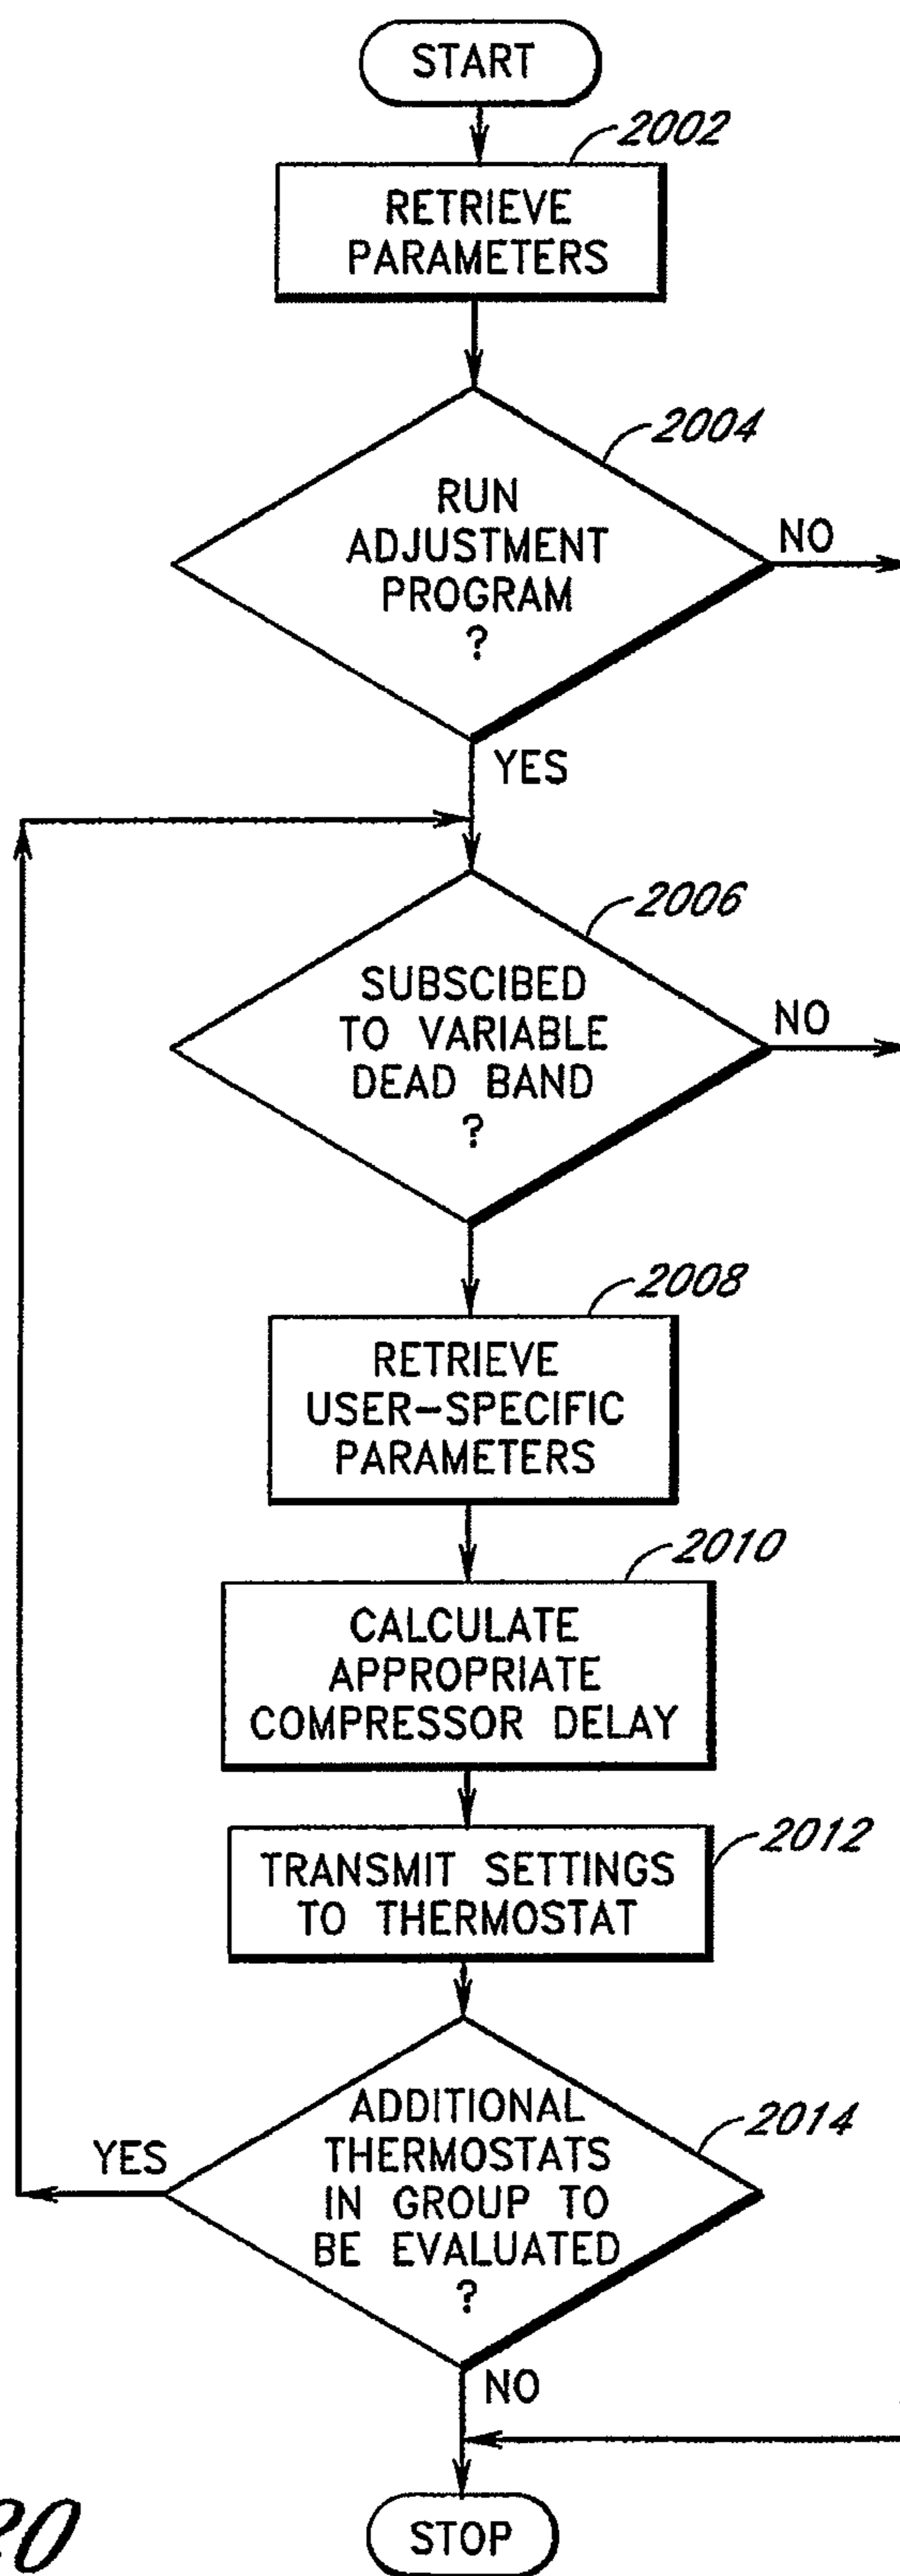 START
2002
RETRIEVE
PARAMETERS
2004
RUN
ADJUSTMENT
PROGRAM
?
NO
YES
2006
SUBSCIBED
TO VARIABLE
DEAD BAND
?
NO
2008
RETRIEVE
USER-SPECIFIC
PARAMETERS
2010
CALCULATE
APPROPRIATE
COMPRESSOR DELAY
2012
TRANSMIT SETTINGS
TO THERMOSTAT
2014
ADDITIONAL
THERMOSTATS
IN GROUP TO
BE EVALUATED
?
YES
NO
STOP
20